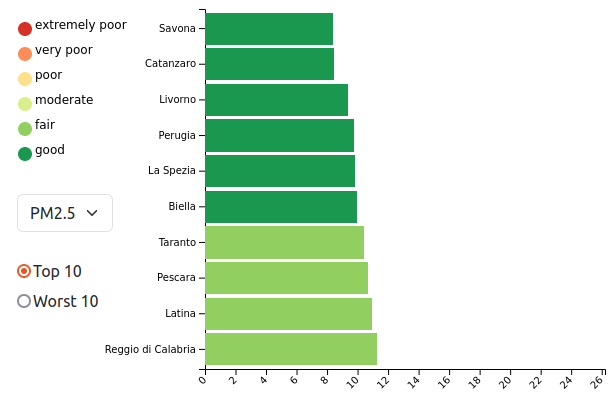 extremely poor
very poor
poor
moderate
fair
good
PM2.5
Top 10
Worst 10
Savona
Catanzaro
Livorno
Perugia
La Spezia
Biella
Taranto
Pescara
Latina
Reggio di Calabria
0 2 4 6 8 10 12 14 16 18 20 22 24 26